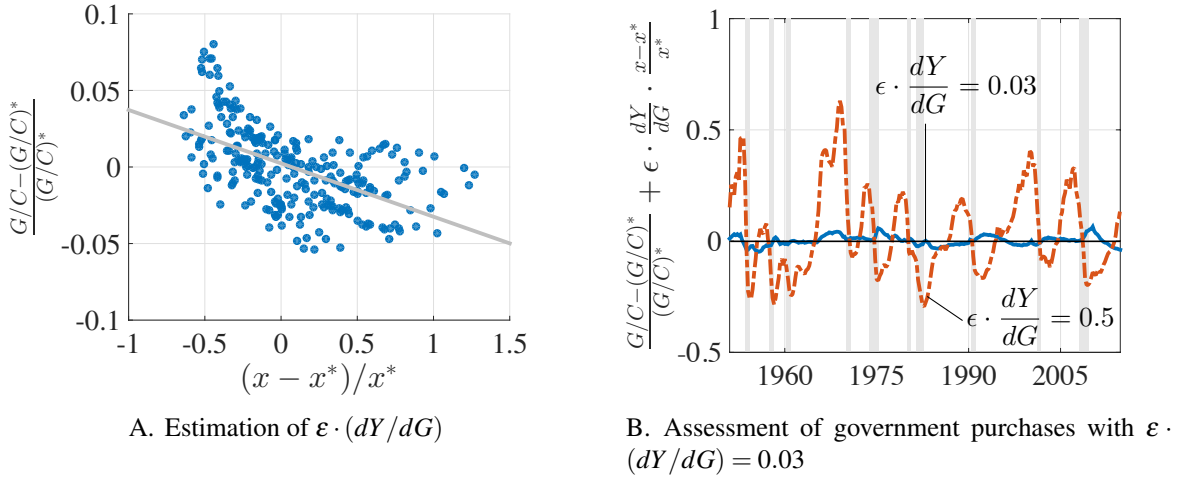 0.1
0.05
0
-0.05
-0.1
G/C−(G/C)* / (G/C)*
-1 -0.5 0 0.5 1 1.5
(x − x*)/x*
A. Estimation of ε · (dY/dG)
1
0.5
0
-0.5
G/C−(G/C)* / (G/C)* + ϵ · dY/dG · x−x*/x*
ϵ · dY/dG = 0.03
ϵ · dY/dG = 0.5
1960 1975 1990 2005
B. Assessment of government purchases with ε ·
(dY/dG) = 0.03